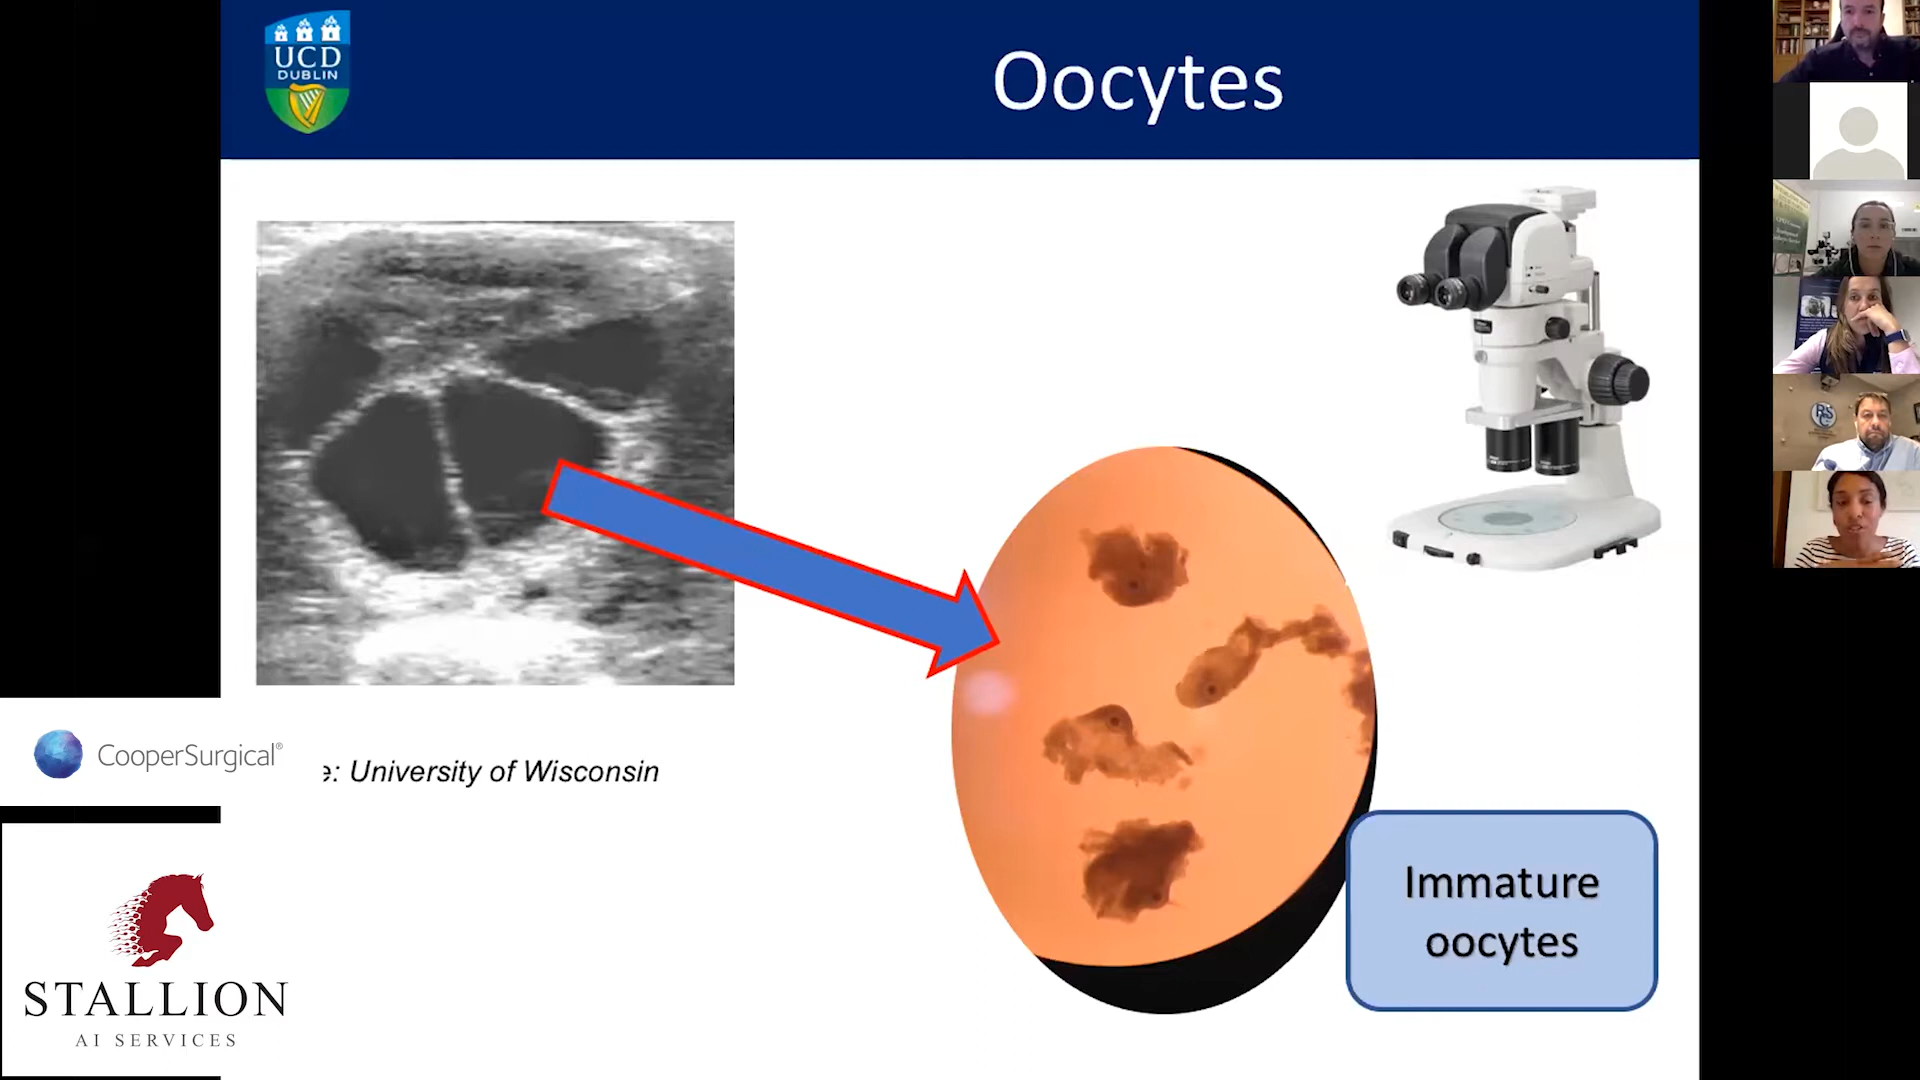 UCD
DUBLIN
Oocytes
CooperSurgical®
e: University of Wisconsin
Immature
oocytes
STALLION
AI SERVICES